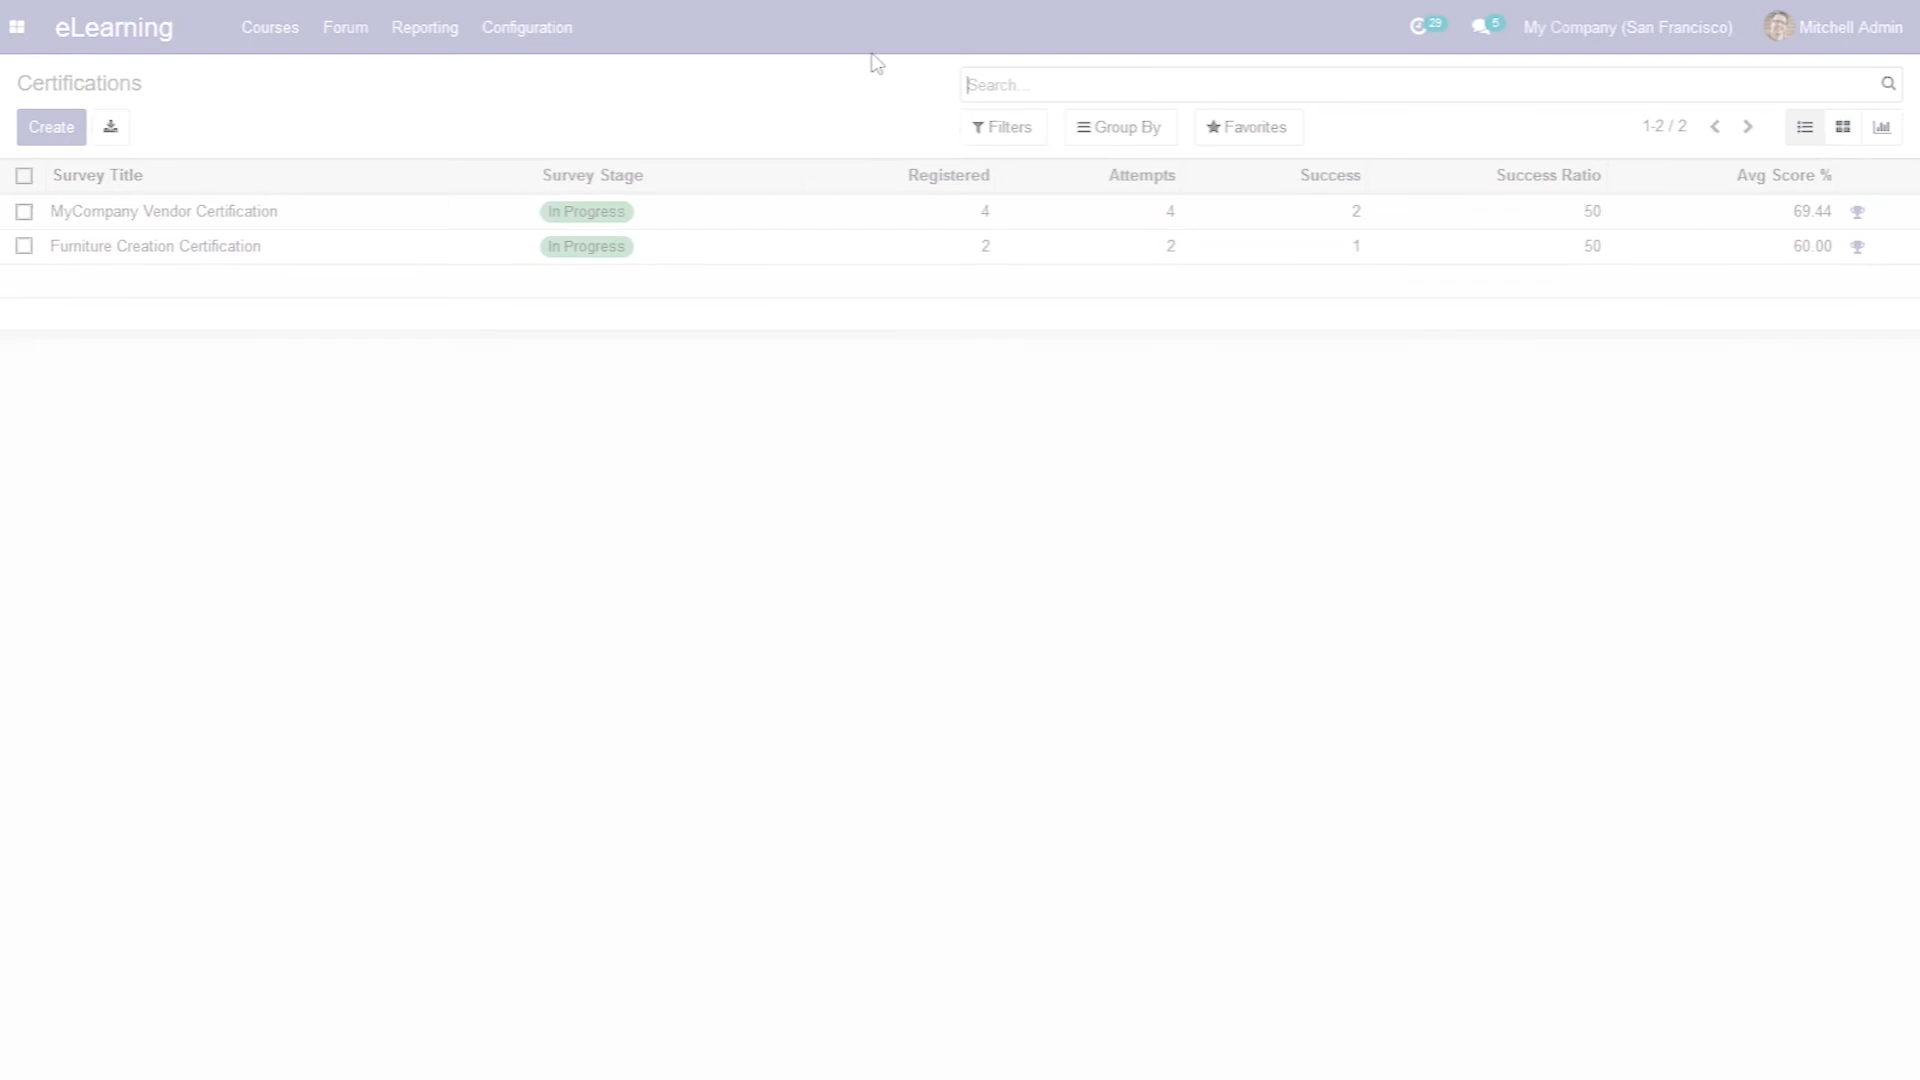 eLearning Courses Forum Reporting Configuration 29 5 My Company (San Francisco) Mitchell Admin
Certifications
Search...
Create Filters Group By Favorites 1-2 / 2
Survey Title Survey Stage Registered Attempts Success Success Ratio Avg Score %
MyCompany Vendor Certification In Progress 4 4 2 50 69.44
Furniture Creation Certification In Progress 2 2 1 50 60.00